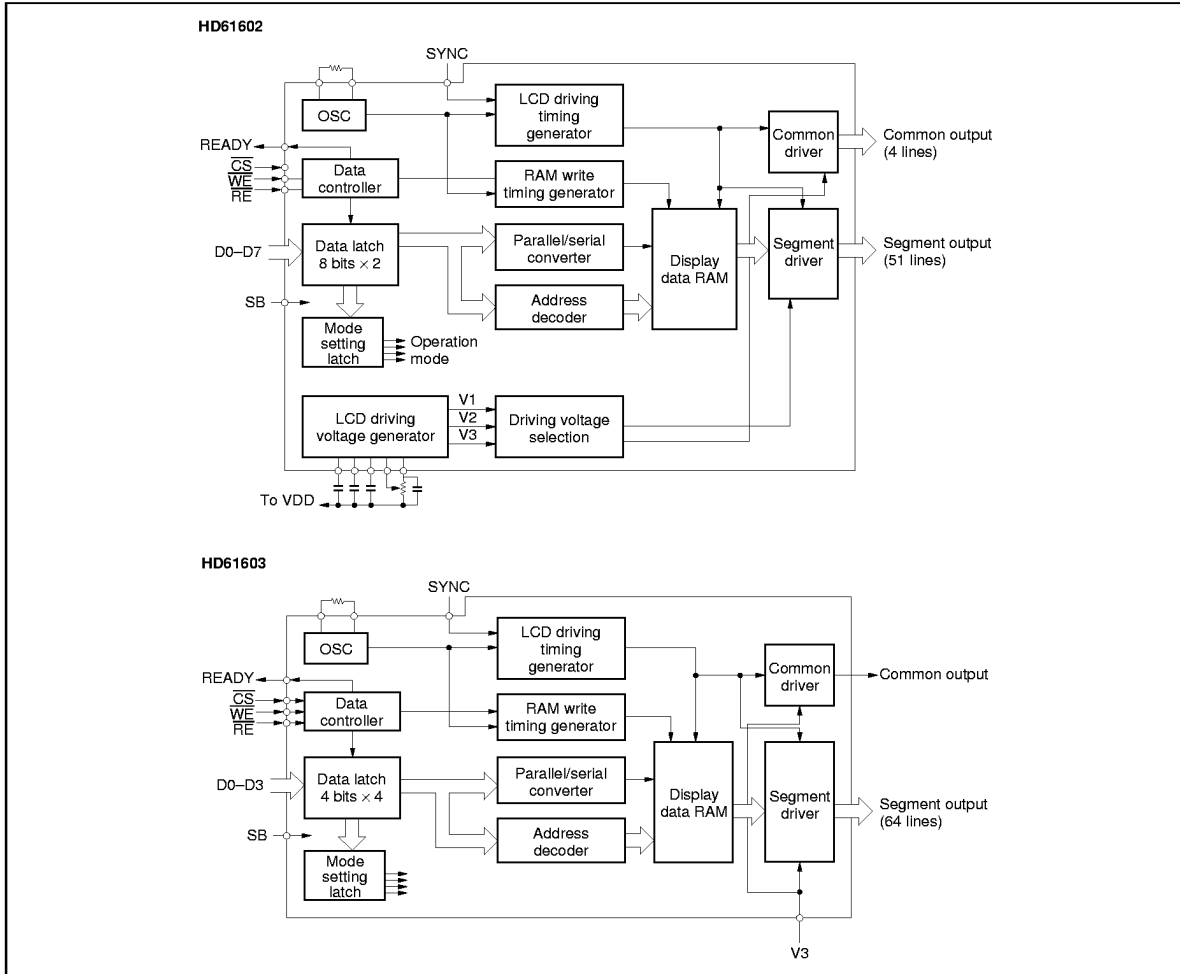 HD61602
SYNC
OSC
LCD driving
timing
generator
Common
driver
Common output
(4 lines)
READY
CS
WE
RE
Data
controller
RAM write
timing generator
D0–D7
Data latch
8 bits × 2
Parallel/serial
converter
Display
data RAM
Segment
driver
Segment output
(51 lines)
SB
Address
decoder
Mode
setting
latch
Operation
mode
LCD driving
voltage generator
V1
V2
V3
Driving voltage
selection
To VDD
HD61603
SYNC
OSC
LCD driving
timing
generator
Common
driver
Common output
READY
CS
WE
RE
Data
controller
RAM write
timing generator
D0–D3
Data latch
4 bits × 4
Parallel/serial
converter
Display
data RAM
Segment
driver
Segment output
(64 lines)
SB
Address
decoder
Mode
setting
latch
V3